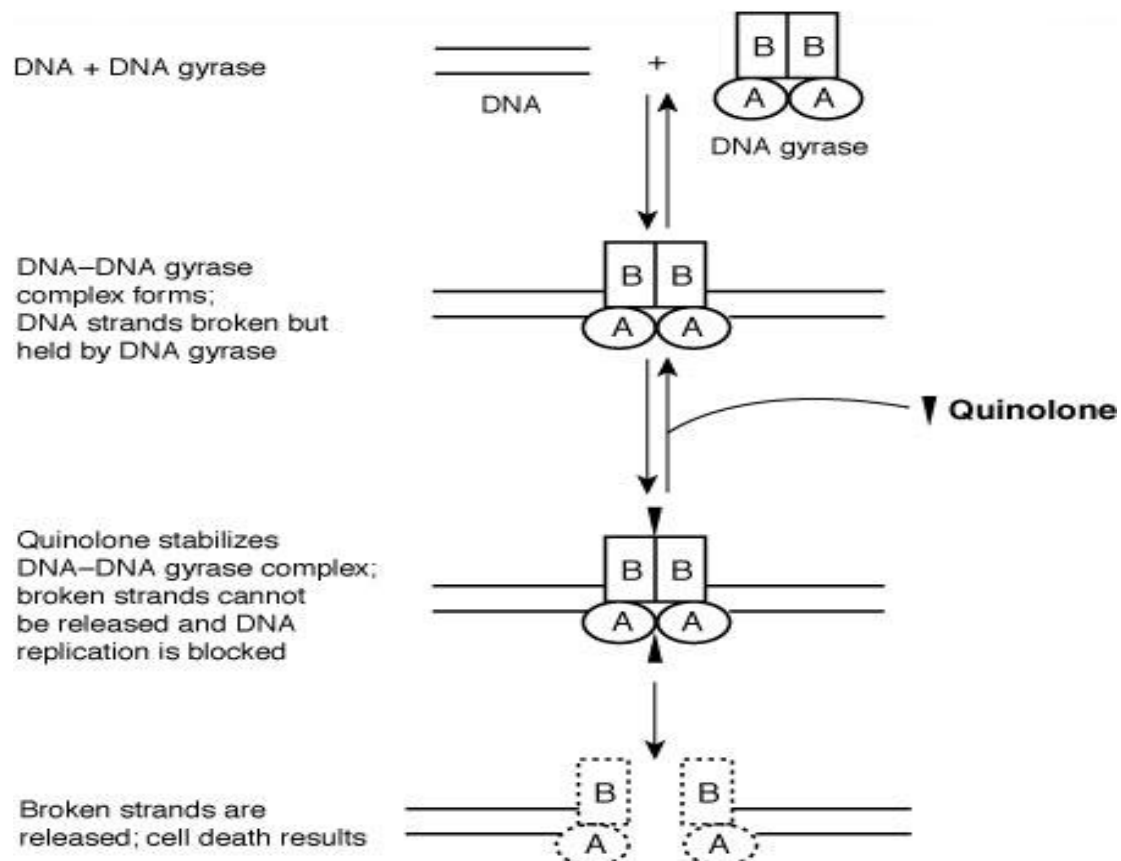 DNA + DNA gyrase
DNA
+
B B
A A
DNA gyrase
DNA–DNA gyrase
complex forms;
DNA strands broken but
held by DNA gyrase
B B
A A
Quinolone
Quinolone stabilizes
DNA–DNA gyrase complex;
broken strands cannot
be released and DNA
replication is blocked
B B
A A
Broken strands are
released; cell death results
B B
A A